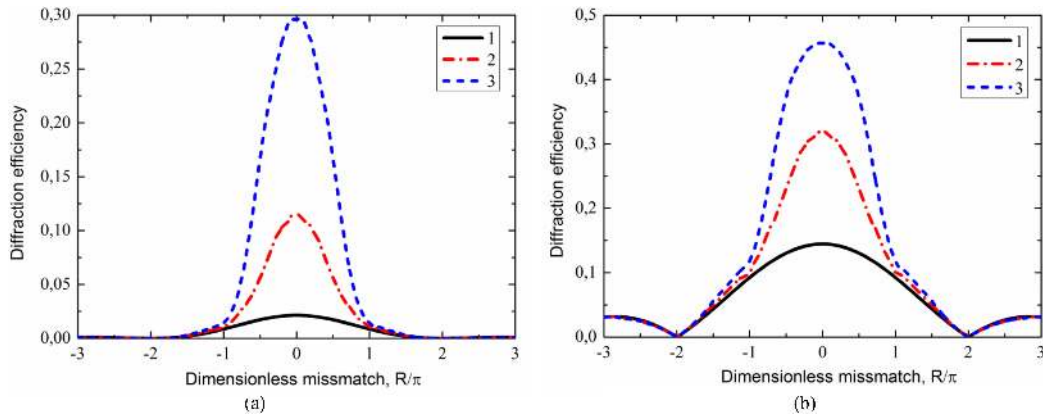 0,30
0,25
0,20
0,15
0,10
0,05
0,00
Diffraction efficiency
1
2
3
-3 -2 -1 0 1 2 3
Dimensionless missmatch, R/π
(a)
0,5
0,4
0,3
0,2
0,1
0,0
Diffraction efficiency
1
2
3
-3 -2 -1 0 1 2 3
Dimensionless missmatch, R/π
(b)